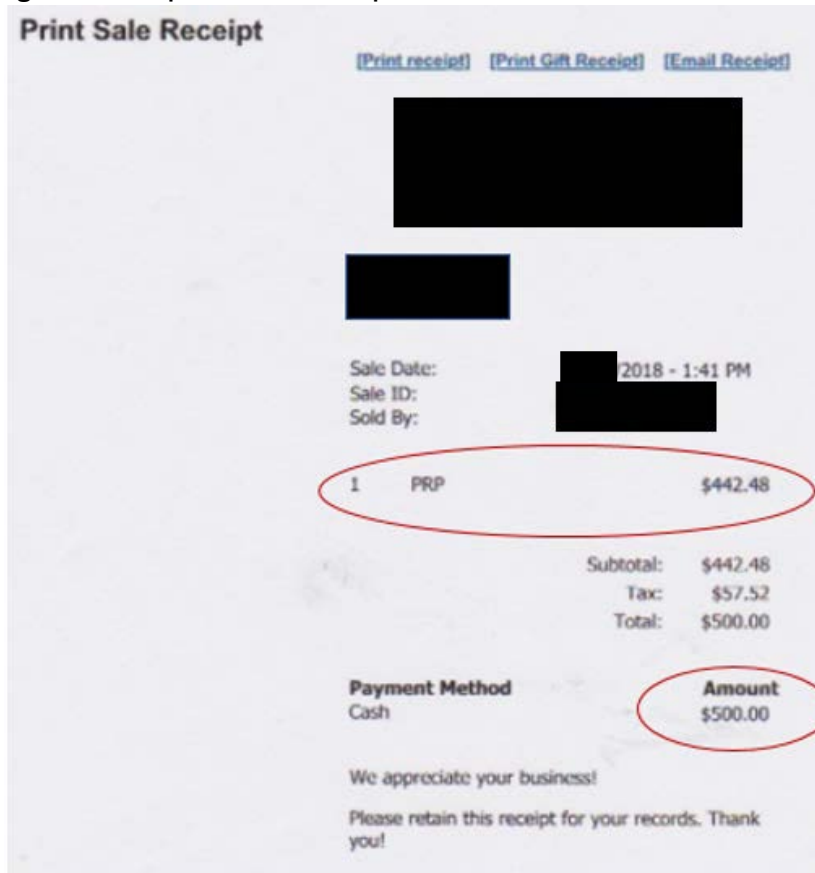 Print Sale Receipt
[Print receipt] [Print Gift Receipt] [Email Receipt]
Sale Date: /2018 - 1:41 PM
Sale ID:
Sold By:
1 PRP $442.48
Subtotal: $442.48
Tax: $57.52
Total: $500.00
Payment Method Amount
Cash $500.00
We appreciate your business!
Please retain this receipt for your records. Thank
you!